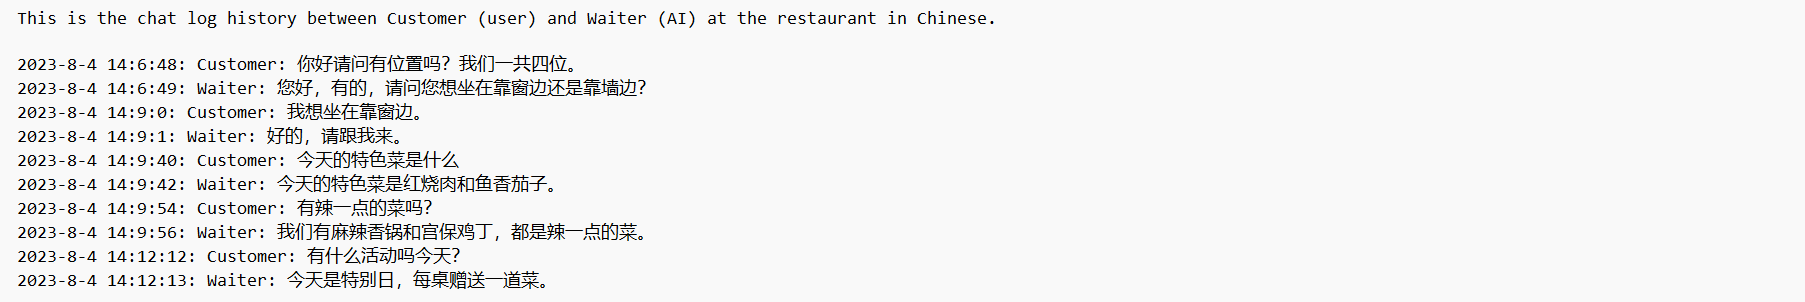 This is the chat log history between Customer (user) and Waiter (AI) at the restaurant in Chinese.
2023-8-4 14:6:48: Customer: 你好请问有位置吗？我们一共四位。
2023-8-4 14:6:49: Waiter: 您好，有的，请问您想坐在靠窗边还是靠墙边？
2023-8-4 14:9:0: Customer: 我想坐在靠窗边。
2023-8-4 14:9:1: Waiter: 好的，请跟我来。
2023-8-4 14:9:40: Customer: 今天的特色菜是什么
2023-8-4 14:9:42: Waiter: 今天的特色菜是红烧肉和鱼香茄子。
2023-8-4 14:9:54: Customer: 有辣一点的菜吗？
2023-8-4 14:9:56: Waiter: 我们有麻辣香锅和宫保鸡丁，都是辣一点的菜。
2023-8-4 14:12:12: Customer: 有什么活动吗今天？
2023-8-4 14:12:13: Waiter: 今天是特别日，每桌赠送一道菜。